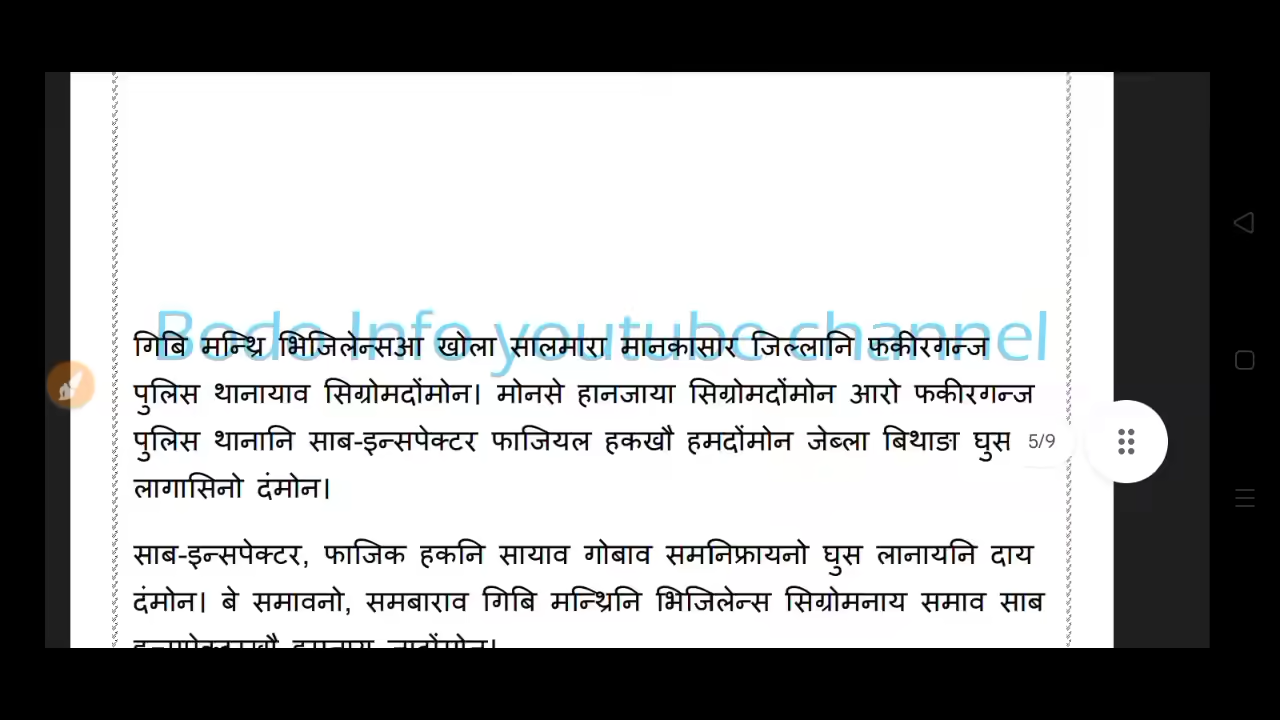 Bodo Info youtube channel
गिबि मन्थ्रि भिजिलेन्सआ खोला सालमारा मानकासार जिल्लानि फकीरगन्ज
पुलिस थानायाव सिग्रोमदोंमोन। मोनसे हानजाया सिग्रोमदोंमोन आरो फकीरगन्ज
पुलिस थानानि साब-इन्सपेक्टर फाजियल हकखौ हमदोंमोन जेब्ला बिथाङा घुस
5/9
लागासिनो दंमोन।
साब-इन्सपेक्टर, फाजिक हकनि सायाव गोबाव समनिफ्रायनो घुस लानायनि दाय
दंमोन। बे समावनो, समबाराव गिबि मन्थ्रिनि भिजिलेन्स सिग्रोमनाय समाव साब